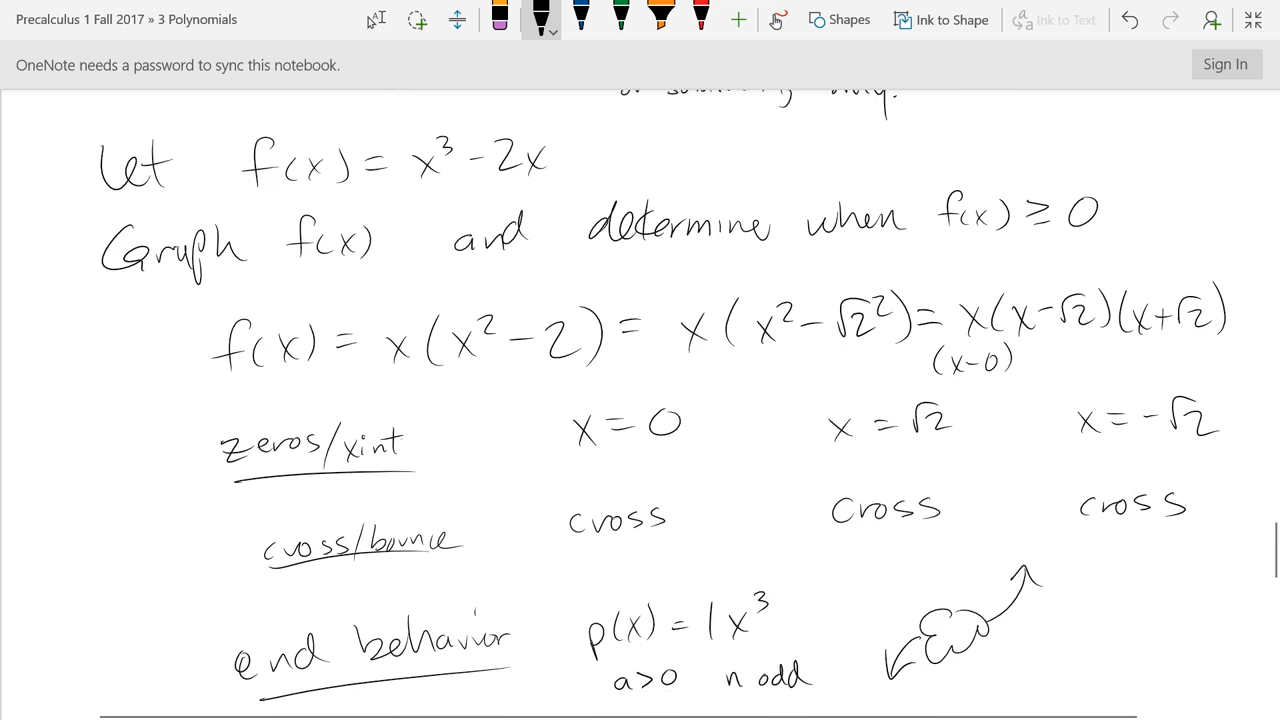 Precalculus 1 Fall 2017 » 3 Polynomials
Shapes Ink to Shape Ink to Text
OneNote needs a password to sync this notebook. Sign In
only.
Let f(x) = x³ - 2x
Graph f(x) and determine when f(x) ≥ 0
f(x) = x(x² - 2) = x(x² - √2²) = x(x-√2)(x+√2)
(x-0)
zeros/xint x = 0 x = √2 x = -√2
cross/bounce cross cross cross
end behavior p(x) = 1x³
a>0 n odd